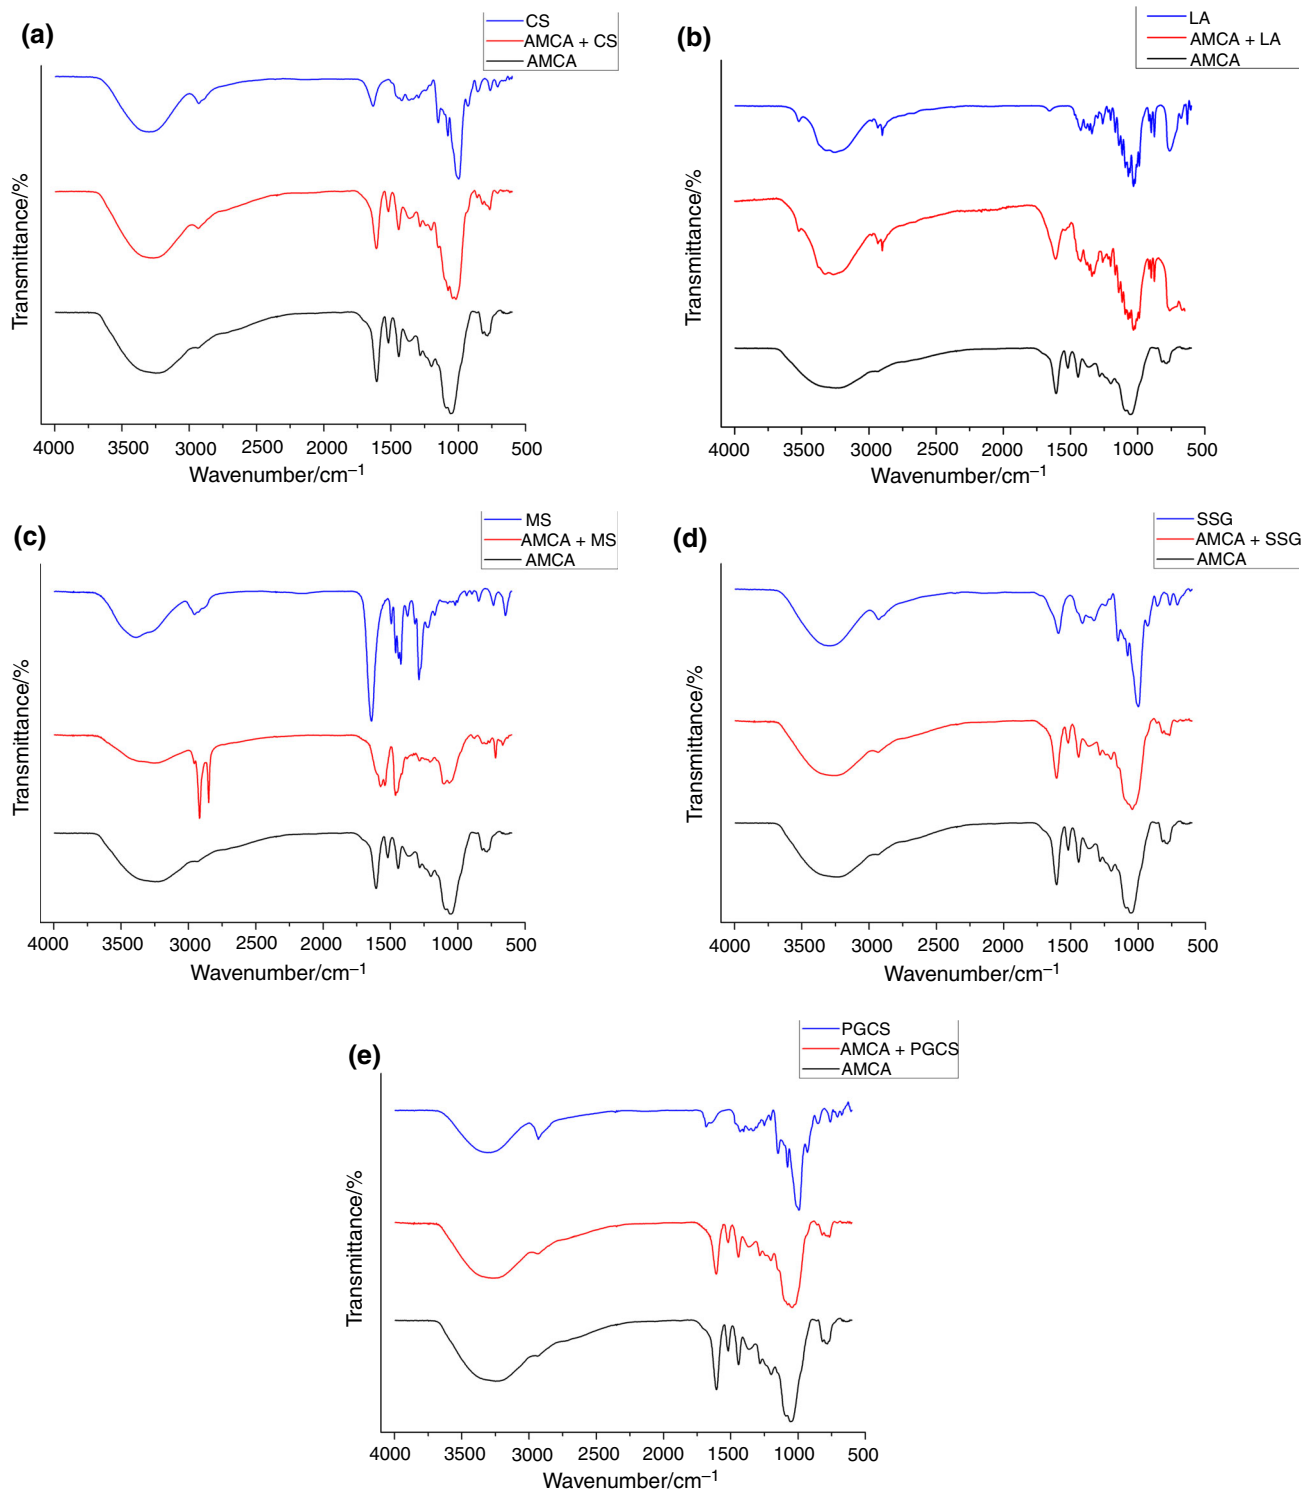 (a)
CS
AMCA + CS
AMCA
Transmittance/%
4000 3500 3000 2500 2000 1500 1000 500
Wavenumber/cm–1
(b)
LA
AMCA + LA
AMCA
Transmittance/%
4000 3500 3000 2500 2000 1500 1000 500
Wavenumber/cm–1
(c)
MS
AMCA + MS
AMCA
Transmittance/%
4000 3500 3000 2500 2000 1500 1000 500
Wavenumber/cm–1
(d)
SSG
AMCA + SSG
AMCA
Transmittance/%
4000 3500 3000 2500 2000 1500 1000 500
Wavenumber/cm–1
(e)
PGCS
AMCA + PGCS
AMCA
Transmittance/%
4000 3500 3000 2500 2000 1500 1000 500
Wavenumber/cm–1